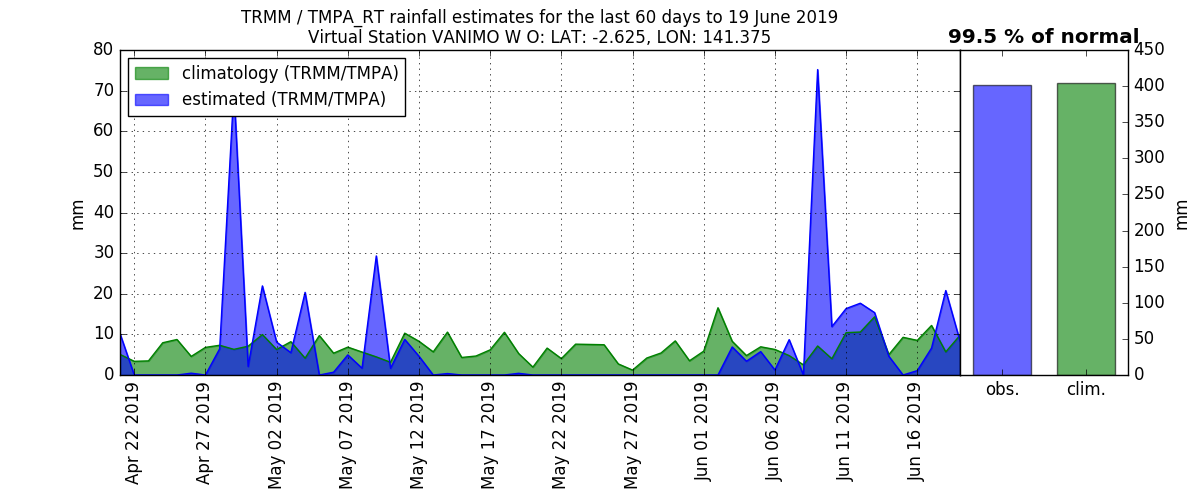 TRMM / TMPA_RT rainfall estimates for the last 60 days to 19 June 2019
Virtual Station VANIMO W O: LAT: -2.625, LON: 141.375
99.5 % of normal
climatology (TRMM/TMPA)
estimated (TRMM/TMPA)
80
70
60
50
40
30
20
10
0
mm
450
400
350
300
250
200
150
100
50
0
mm
Apr 22 2019
Apr 27 2019
May 02 2019
May 07 2019
May 12 2019
May 17 2019
May 22 2019
May 27 2019
Jun 01 2019
Jun 06 2019
Jun 11 2019
Jun 16 2019
obs.
clim.